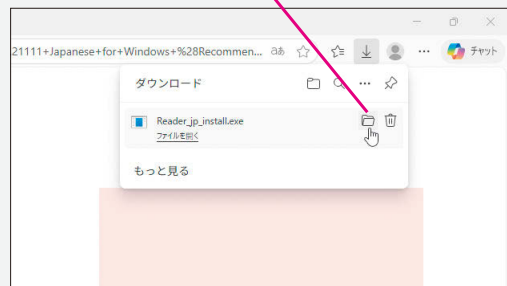 21111+Japanese+for+Windows+%28Recommen... aあ
チャット
ダウンロード
Reader_jp_install.exe
ファイルを開く
もっと見る